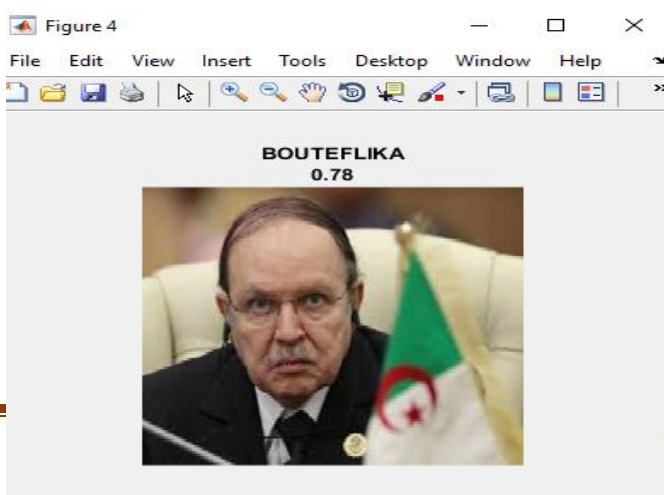 Figure 4
File Edit View Insert Tools Desktop Window Help
BOUTEFLIKA
0.78